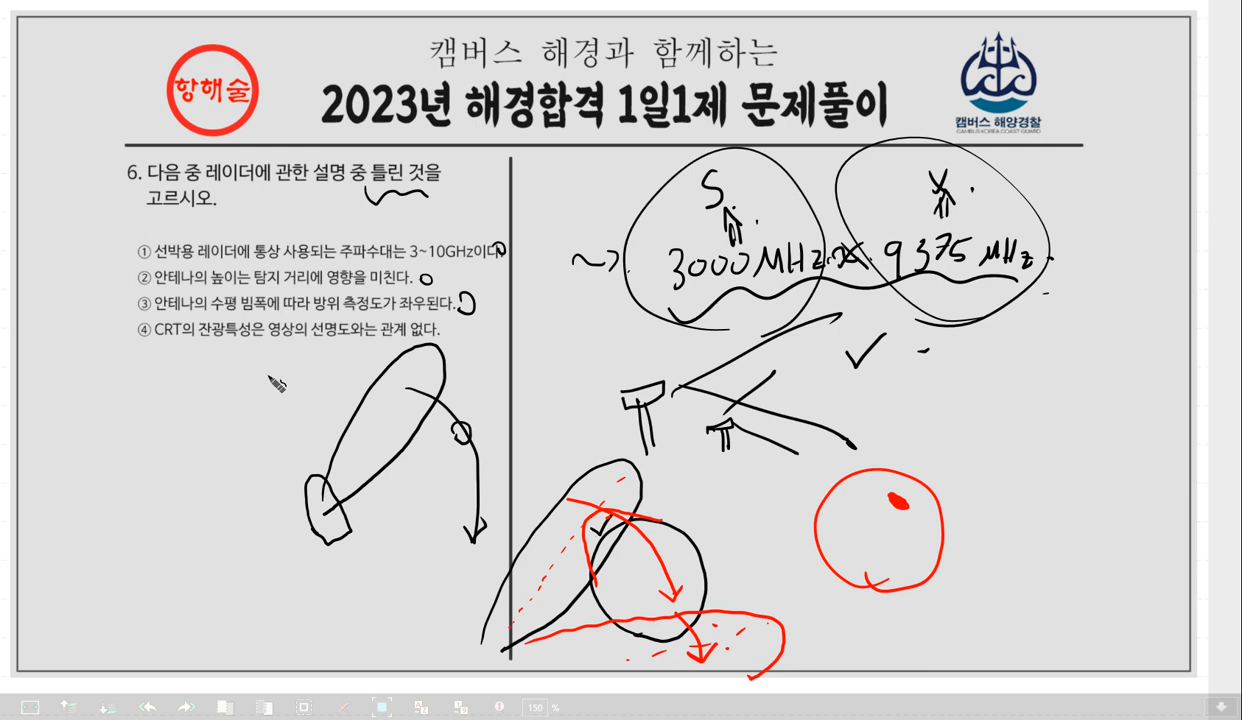 캠버스 해경과 함께하는
항해술
2023년 해경합격 1일1제 문제풀이
캠버스 해양경찰
CAMBUS KOREA COAST GUARD
6. 다음 중 레이더에 관한 설명 중 틀린 것을
고르시오.
① 선박용 레이더에 통상 사용되는 주파수대는 3~10GHz이다
② 안테나의 높이는 탐지 거리에 영향을 미친다.
③ 안테나의 수평 빔폭에 따라 방위 측정도가 좌우된다.
④ CRT의 잔광특성은 영상의 선명도와는 관계 없다.
S X
3000 MHz 9375 MHz
150 %